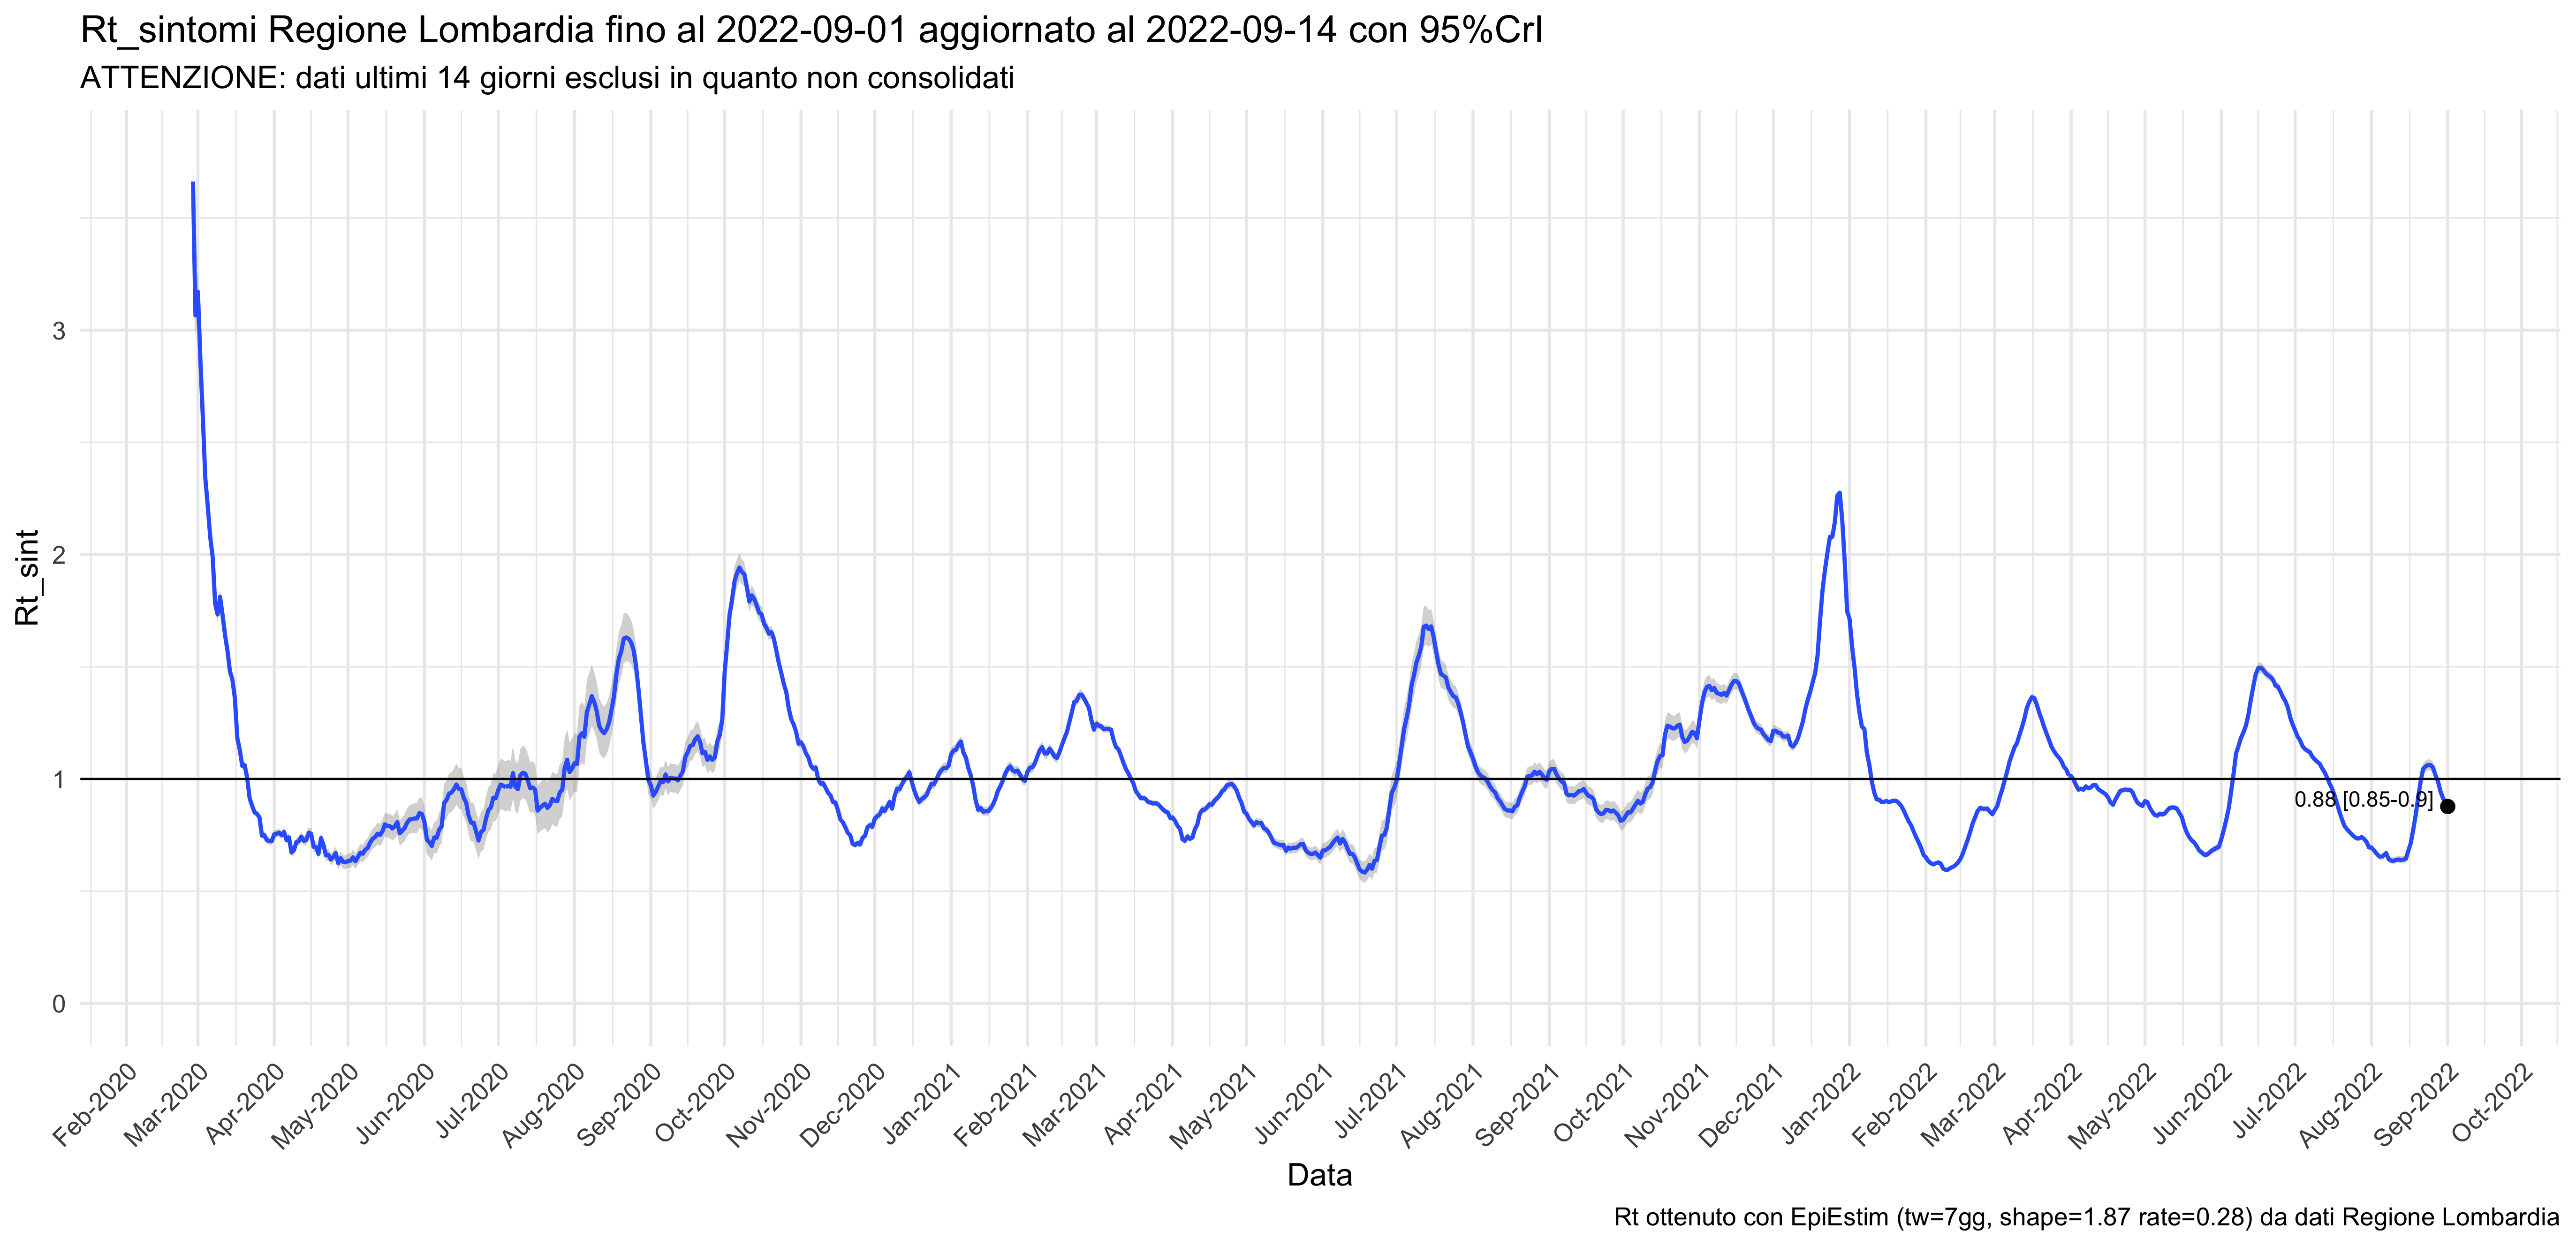 Rt_sintomi Regione Lombardia fino al 2022-09-01 aggiornato al 2022-09-14 con 95%CrI
ATTENZIONE: dati ultimi 14 giorni esclusi in quanto non consolidati
Rt_sint
3
2
1
0
0.88 [0.85-0.9]
Feb-2020
Mar-2020
Apr-2020
May-2020
Jun-2020
Jul-2020
Aug-2020
Sep-2020
Oct-2020
Nov-2020
Dec-2020
Jan-2021
Feb-2021
Mar-2021
Apr-2021
May-2021
Jun-2021
Jul-2021
Aug-2021
Sep-2021
Oct-2021
Nov-2021
Dec-2021
Jan-2022
Feb-2022
Mar-2022
Apr-2022
May-2022
Jun-2022
Jul-2022
Aug-2022
Sep-2022
Oct-2022
Data
Rt ottenuto con EpiEstim (tw=7gg, shape=1.87 rate=0.28) da dati Regione Lombardia